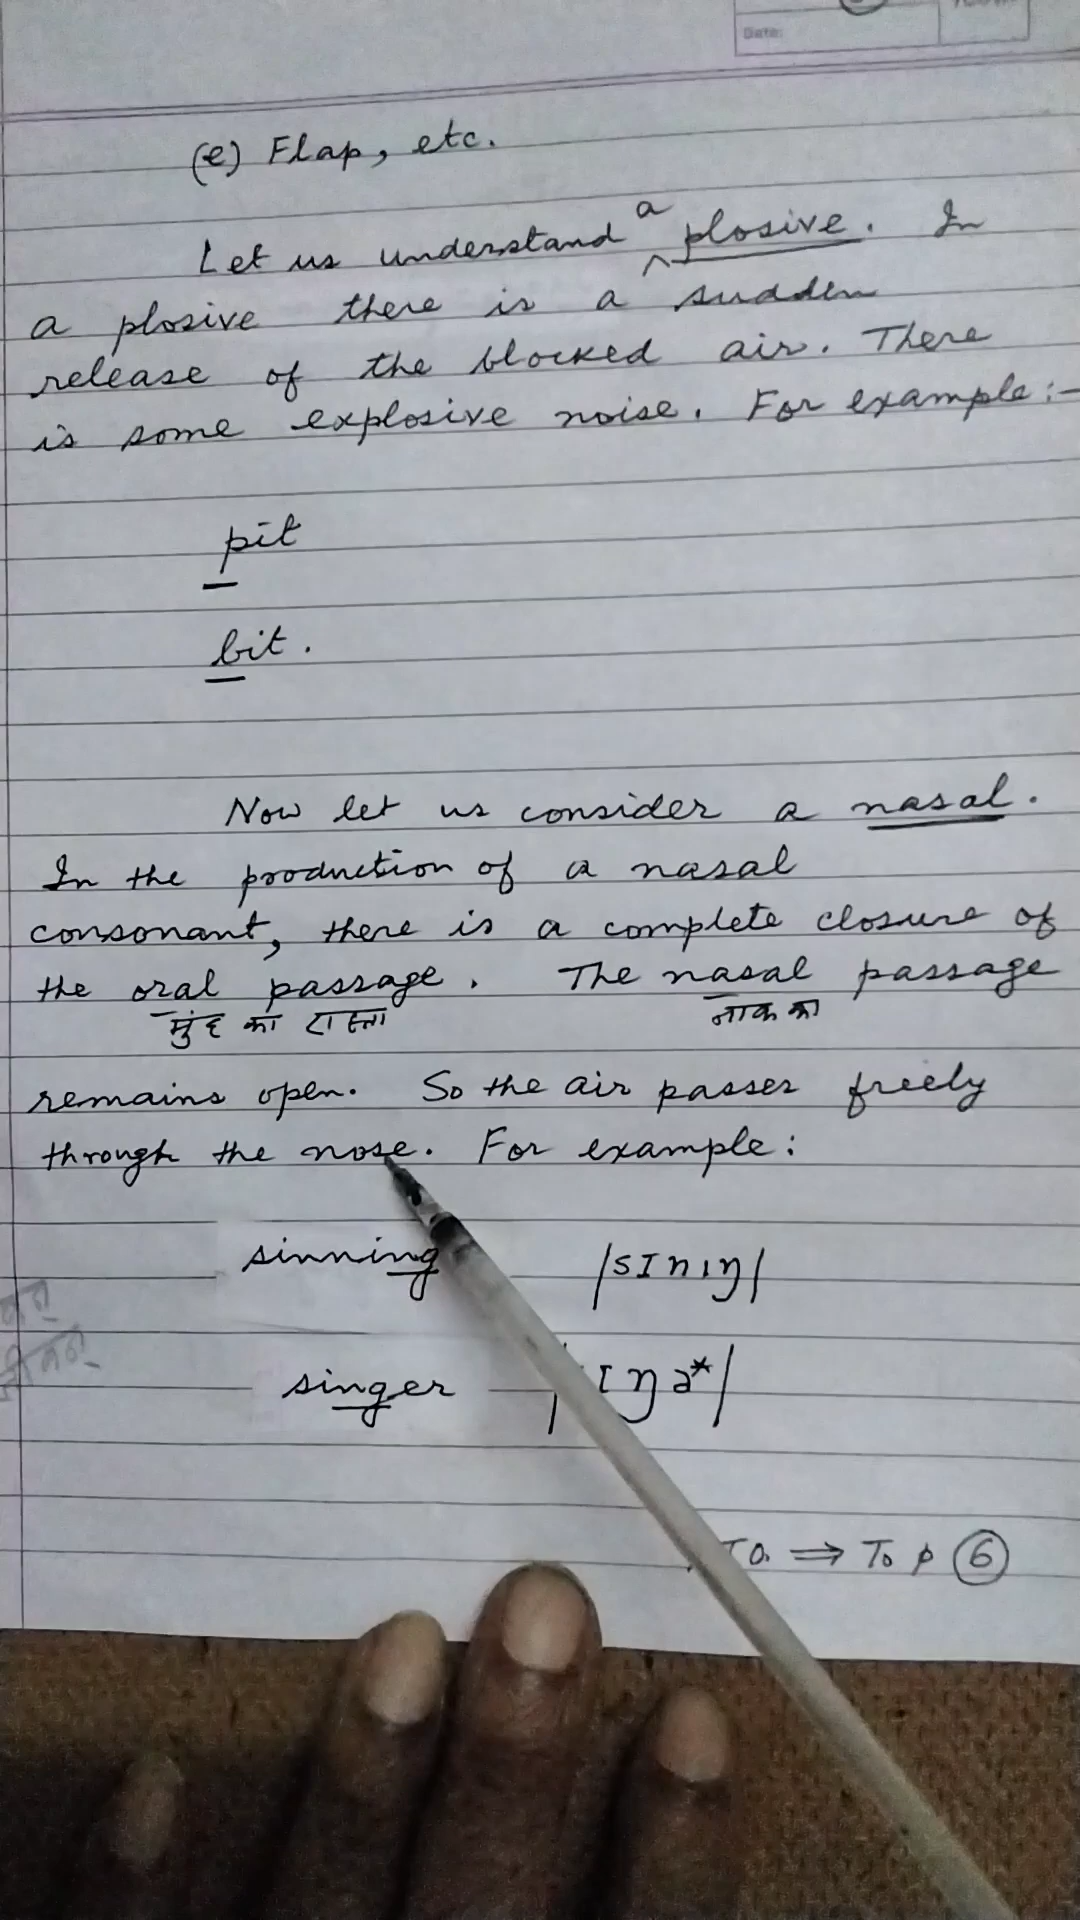 Date:
(e) Flap, etc.
Let us understand a plosive. In
a plosive there is a sudden
release of the blocked air. There
is some explosive noise. For example:-
pit
bit.
Now let us consider a nasal.
In the production of a nasal
consonant, there is a complete closure of
the oral passage. The nasal passage
मुंह का रास्ता नाक का
remains open. So the air passes freely
through the nose. For example:
sinning /sɪnɪŋ/
singer ɪŋə*/
⇒ To p 6